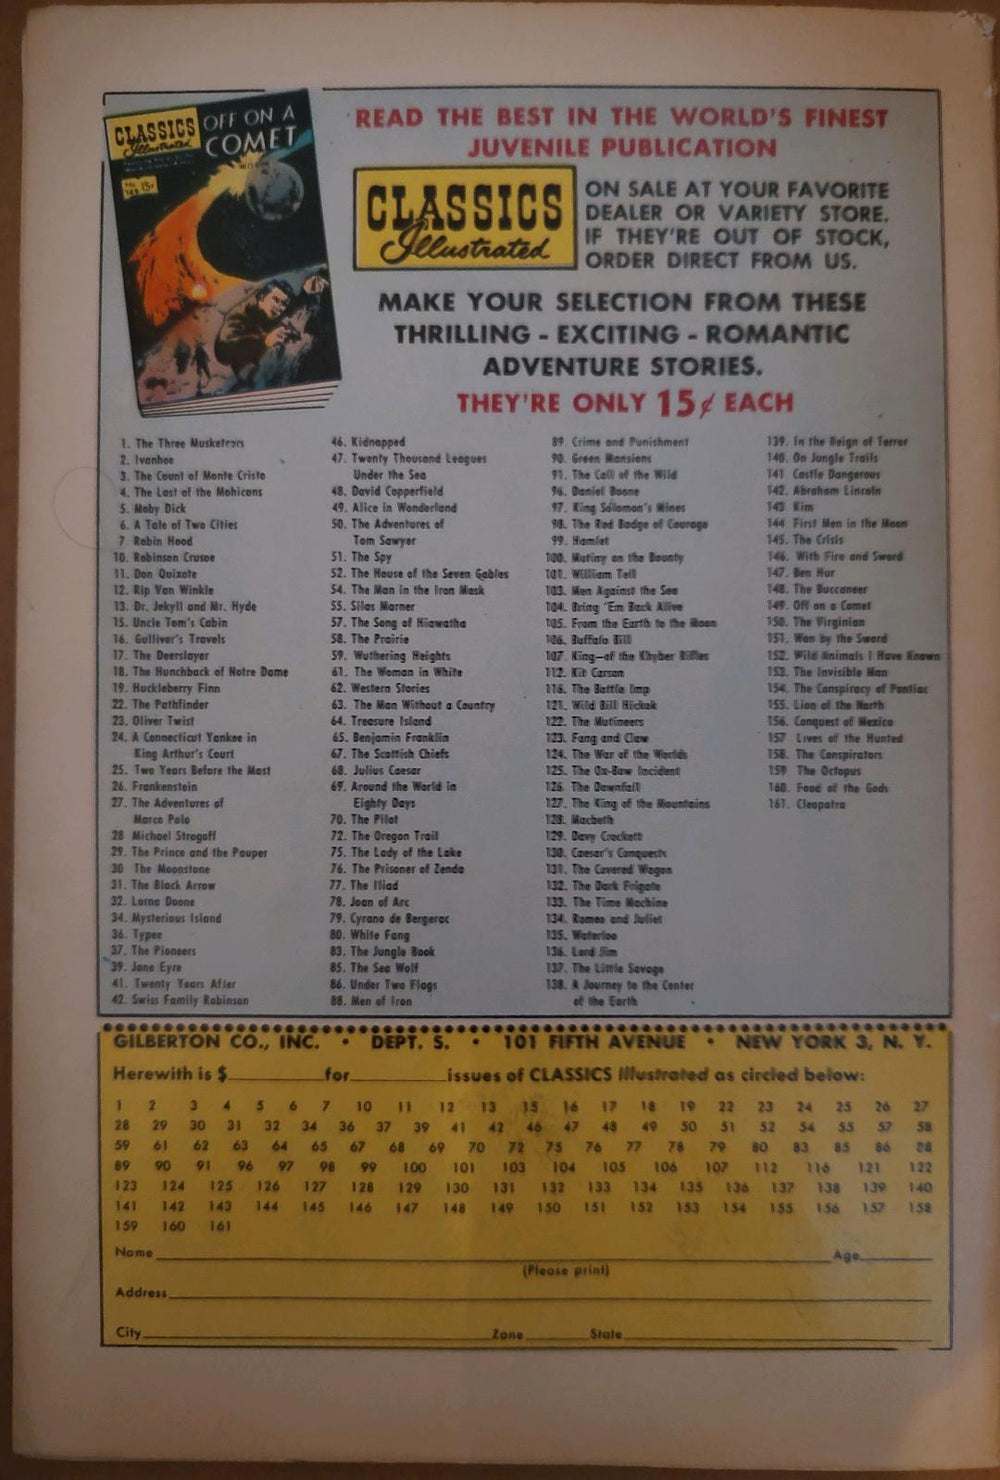 CLASSICS
Illustrated
OFF ON A
COMET
No. 149
15¢
READ THE BEST IN THE WORLD'S FINEST
JUVENILE PUBLICATION
CLASSICS
Illustrated
ON SALE AT YOUR FAVORITE
DEALER OR VARIETY STORE.
IF THEY'RE OUT OF STOCK,
ORDER DIRECT FROM US.
MAKE YOUR SELECTION FROM THESE
THRILLING - EXCITING - ROMANTIC
ADVENTURE STORIES.
THEY'RE ONLY 15¢ EACH
1. The Three Musketeers
2. Ivanhoe
3. The Count of Monte Cristo
4. The Last of the Mohicans
5. Moby Dick
6. A Tale of Two Cities
7 Robin Hood
10. Robinson Crusoe
11. Don Quixote
12. Rip Van Winkle
13. Dr. Jekyll and Mr. Hyde
15. Uncle Tom's Cabin
16. Gulliver's Travels
17. The Deerslayer
18. The Hunchback of Notre Dame
19. Huckleberry Finn
22. The Pathfinder
23. Oliver Twist
24. A Connecticut Yankee in
King Arthur's Court
25. Two Years Before the Mast
26. Frankenstein
27. The Adventures of
Marco Polo
28 Michael Strogoff
29. The Prince and the Pauper
30 The Moonstone
31. The Black Arrow
32. Lorna Doone
34. Mysterious Island
36. Typee
37. The Pioneers
39. Jane Eyre
41. Twenty Years After
42. Swiss Family Robinson
46. Kidnapped
47. Twenty Thousand Leagues
Under the Sea
48. David Copperfield
49. Alice in Wonderland
50. The Adventures of
Tom Sawyer
51. The Spy
52. The House of the Seven Gables
54. The Man in the Iron Mask
55. Silas Marner
57. The Song of Hiawatha
58. The Prairie
59. Wuthering Heights
61. The Woman in White
62. Western Stories
63. The Man Without a Country
64. Treasure Island
65. Benjamin Franklin
67. The Scottish Chiefs
68. Julius Caesar
69. Around the World in
Eighty Days
70. The Pilot
72. The Oregon Trail
75. The Lady of the Lake
76. The Prisoner of Zenda
77. The Iliad
78. Joan of Arc
79. Cyrano de Bergerac
80. White Fang
83. The Jungle Book
85. The Sea Wolf
86. Under Two Flags
88. Men of Iron
89. Crime and Punishment
90. Green Mansions
91. The Call of the Wild
96. Daniel Boone
97. King Solomon's Mines
98. The Red Badge of Courage
99. Hamlet
100. Mutiny on the Bounty
101. William Tell
103. Men Against the Sea
104. Bring 'Em Back Alive
105. From the Earth to the Moon
106. Buffalo Bill
107. King—of the Khyber Rifles
112. Kit Carson
116. The Bottle Imp
121. Wild Bill Hickok
122. The Mutineers
123. Fang and Claw
124. The War of the Worlds
125. The Ox-Bow Incident
126. The Downfall
127. The King of the Mountains
128. Macbeth
129. Davy Crockett
130. Caesar's Conquests
131. The Covered Wagon
132. The Dark Frigate
133. The Time Machine
134. Romeo and Juliet
135. Waterloo
136. Lord Jim
137. The Little Savage
138. A Journey to the Center
of the Earth
139. In the Reign of Terror
140. On Jungle Trails
141 Castle Dangerous
142. Abraham Lincoln
143. Kim
144 First Men in the Moon
145. The Crisis
146. With Fire and Sword
147. Ben Hur
148. The Buccaneer
149. Off on a Comet
150. The Virginian
151. Won by the Sword
152. Wild Animals I Have Known
153. The Invisible Man
154. The Conspiracy of Pontiac
155. Lion of the North
156. Conquest of Mexico
157 Lives of the Hunted
158. The Conspirators
159 The Octopus
160. Food of the Gods
161. Cleopatra
GILBERTON CO., INC. • DEPT. S. • 101 FIFTH AVENUE • NEW YORK 3, N. Y.
Herewith is $ for issues of CLASSICS Illustrated as circled below:
1 2 3 4 5 6 7 10 11 12 13 15 16 17 18 19 22 23 24 25 26 27
28 29 30 31 32 34 36 37 39 41 42 46 47 48 49 50 51 52 54 55 57 58
59 61 62 63 64 65 67 68 69 70 72 75 76 77 78 79 80 83 85 86 88
89 90 91 96 97 98 99 100 101 103 104 105 106 107 112 116 121 122
123 124 125 126 127 128 129 130 131 132 133 134 135 136 137 138 139 140
141 142 143 144 145 146 147 148 149 150 151 152 153 154 155 156 157 158
159 160 161
Name Age
(Please print)
Address
City Zone State